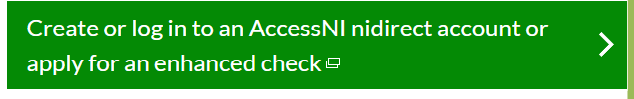 Create or log in to an AccessNI nidirect account or
apply for an enhanced check